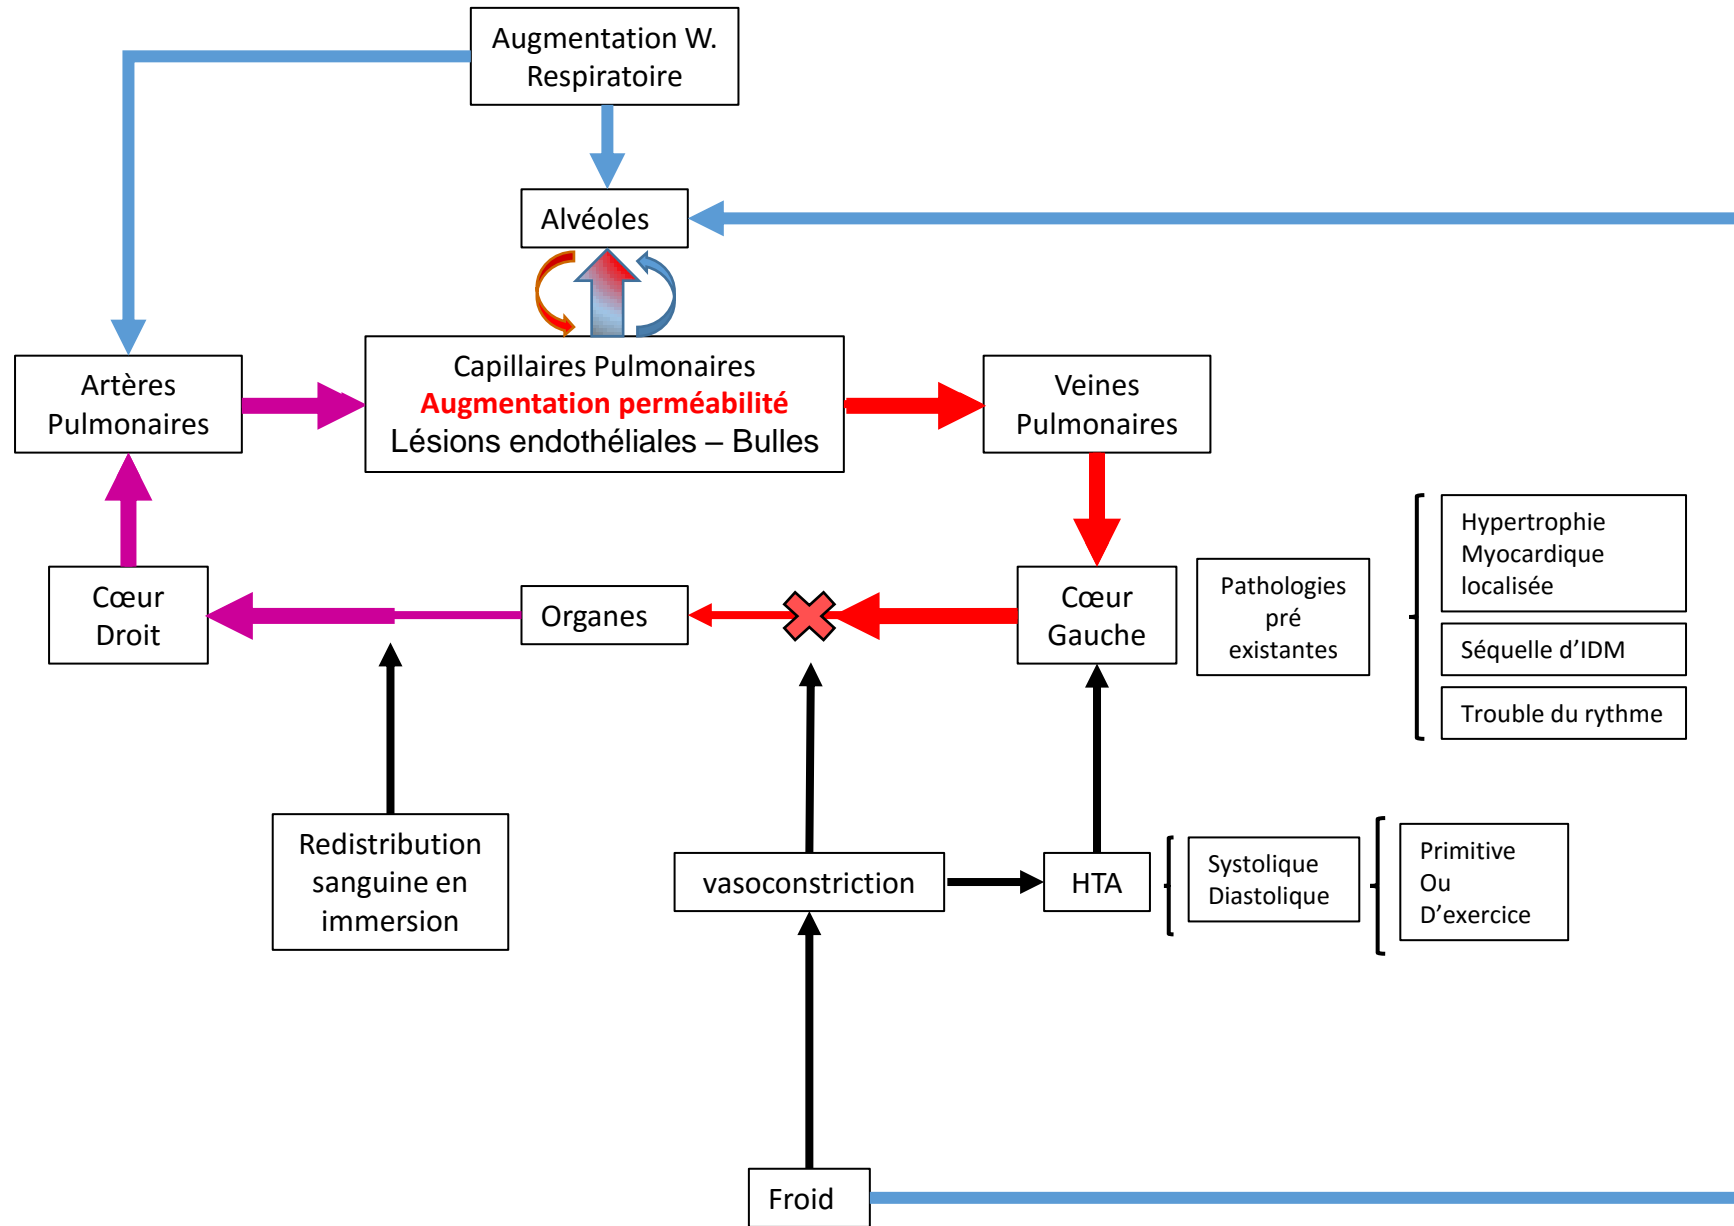 Augmentation W.
Respiratoire
Alvéoles
Capillaires Pulmonaires
Augmentation perméabilité
Lésions endothéliales – Bulles
Artères
Pulmonaires
Veines
Pulmonaires
Cœur
Droit
Organes
Cœur
Gauche
Pathologies
pré
existantes
Hypertrophie
Myocardique
localisée
Séquelle d’IDM
Trouble du rythme
Redistribution
sanguine en
immersion
vasoconstriction
HTA
Systolique
Diastolique
Primitive
Ou
D’exercice
Froid